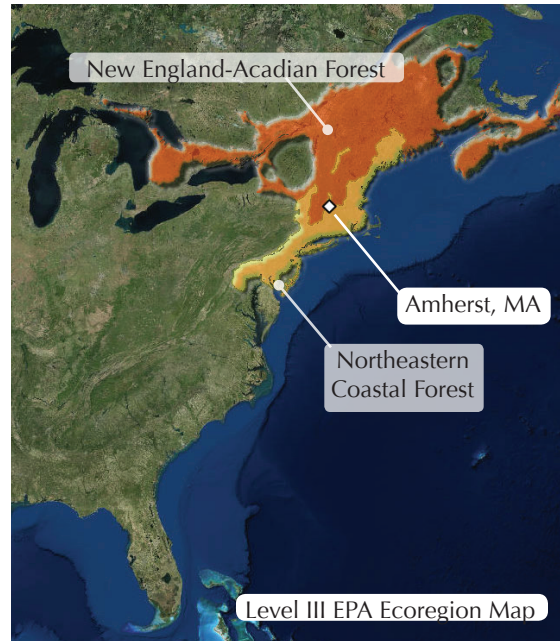 New England-Acadian Forest
Amherst, MA
Northeastern
Coastal Forest
Level III EPA Ecoregion Map